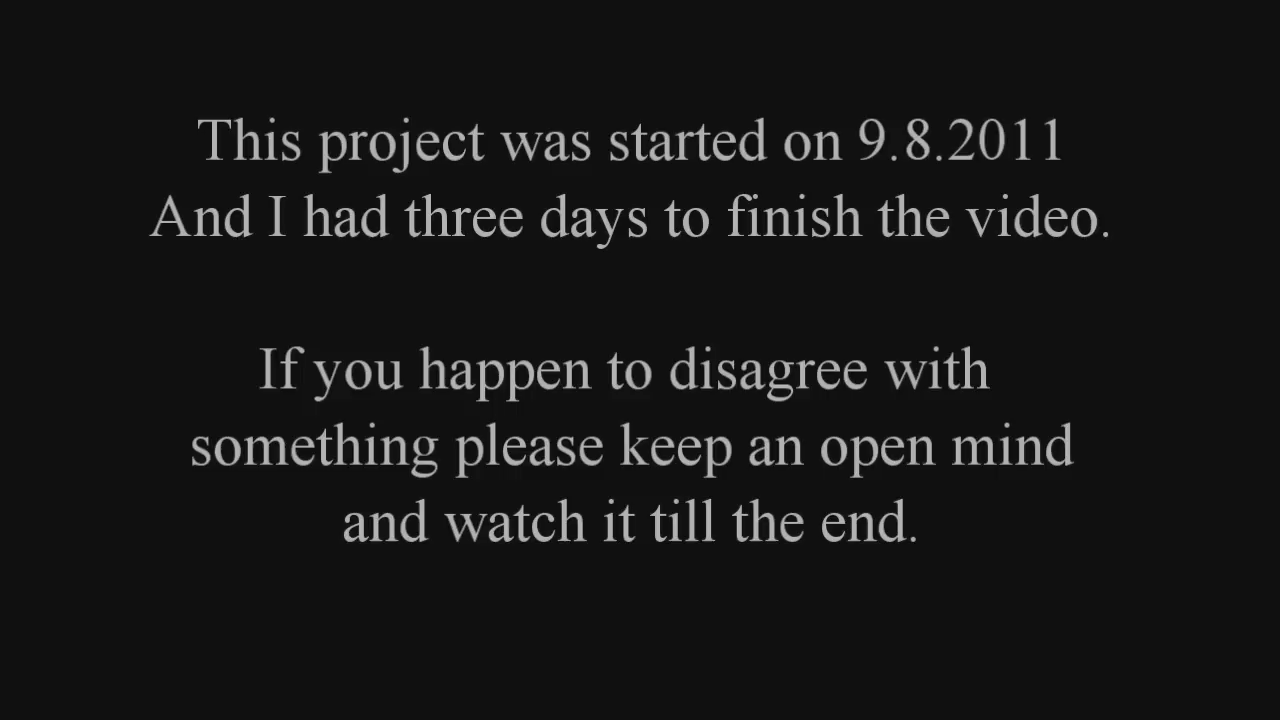 This project was started on 9.8.2011
And I had three days to finish the video.
If you happen to disagree with
something please keep an open mind
and watch it till the end.